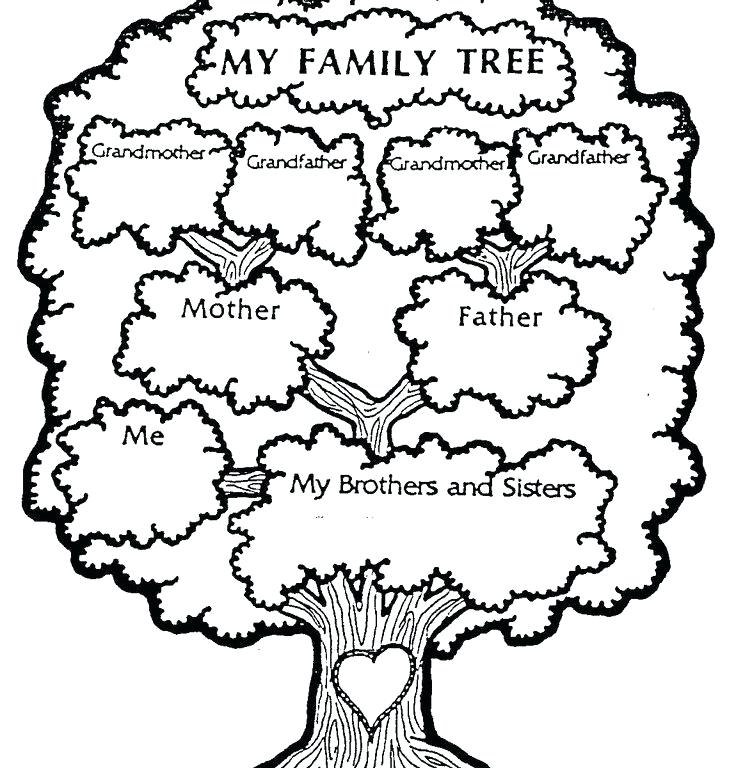 MY FAMILY TREE
Grandmother
Grandfather
Grandmother
Grandfather
Mother
Father
Me
My Brothers and Sisters